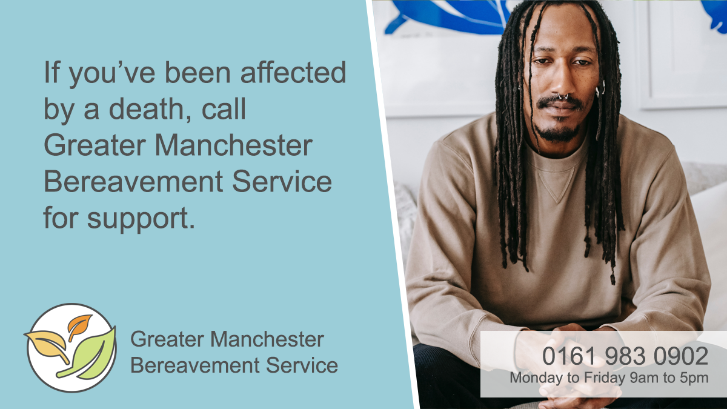 If you’ve been affected
by a death, call
Greater Manchester
Bereavement Service
for support.
Greater Manchester
Bereavement Service
0161 983 0902
Monday to Friday 9am to 5pm